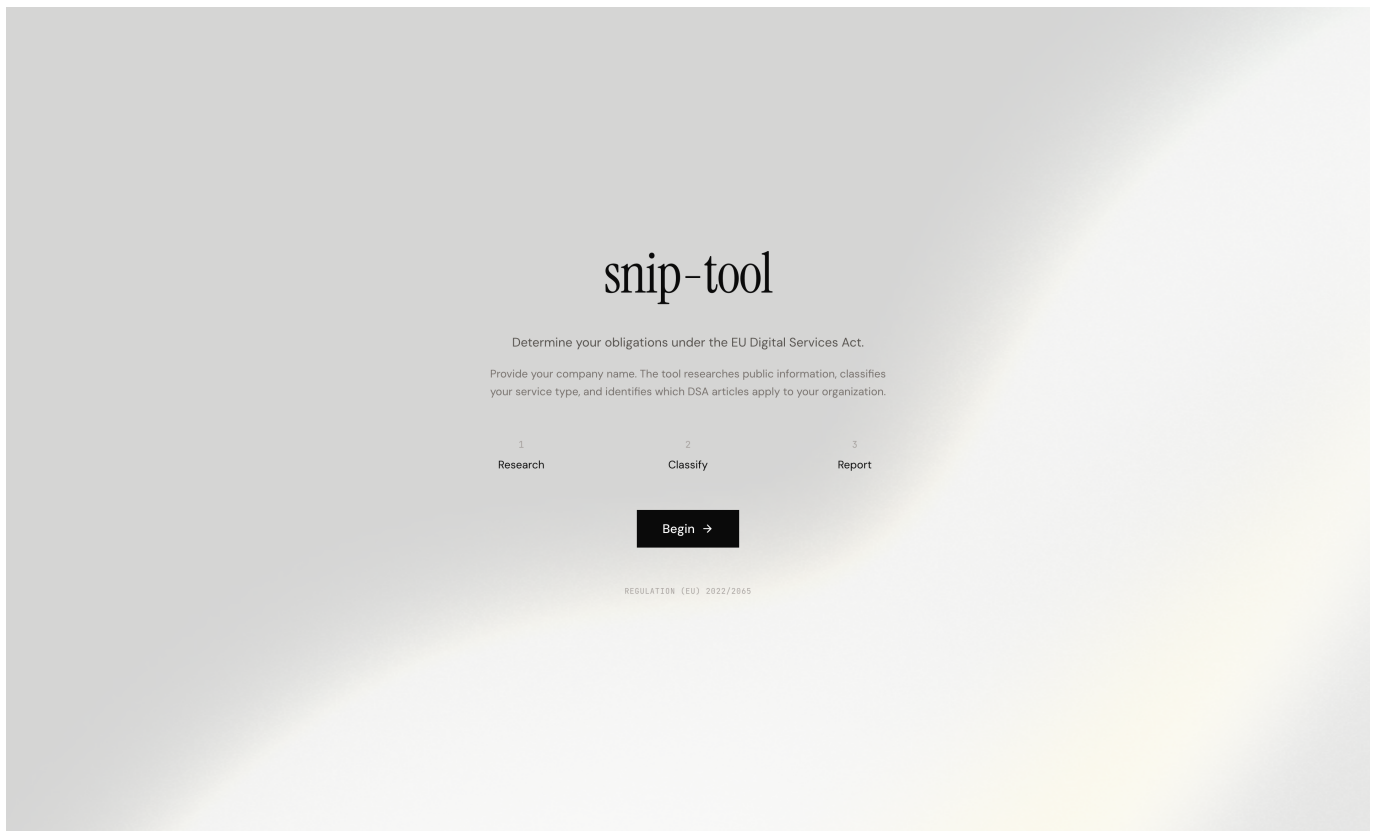 snip-tool
Determine your obligations under the EU Digital Services Act.
Provide your company name. The tool researches public information, classifies
your service type, and identifies which DSA articles apply to your organization.
1 2 3
Research Classify Report
Begin →
REGULATION (EU) 2022/2065